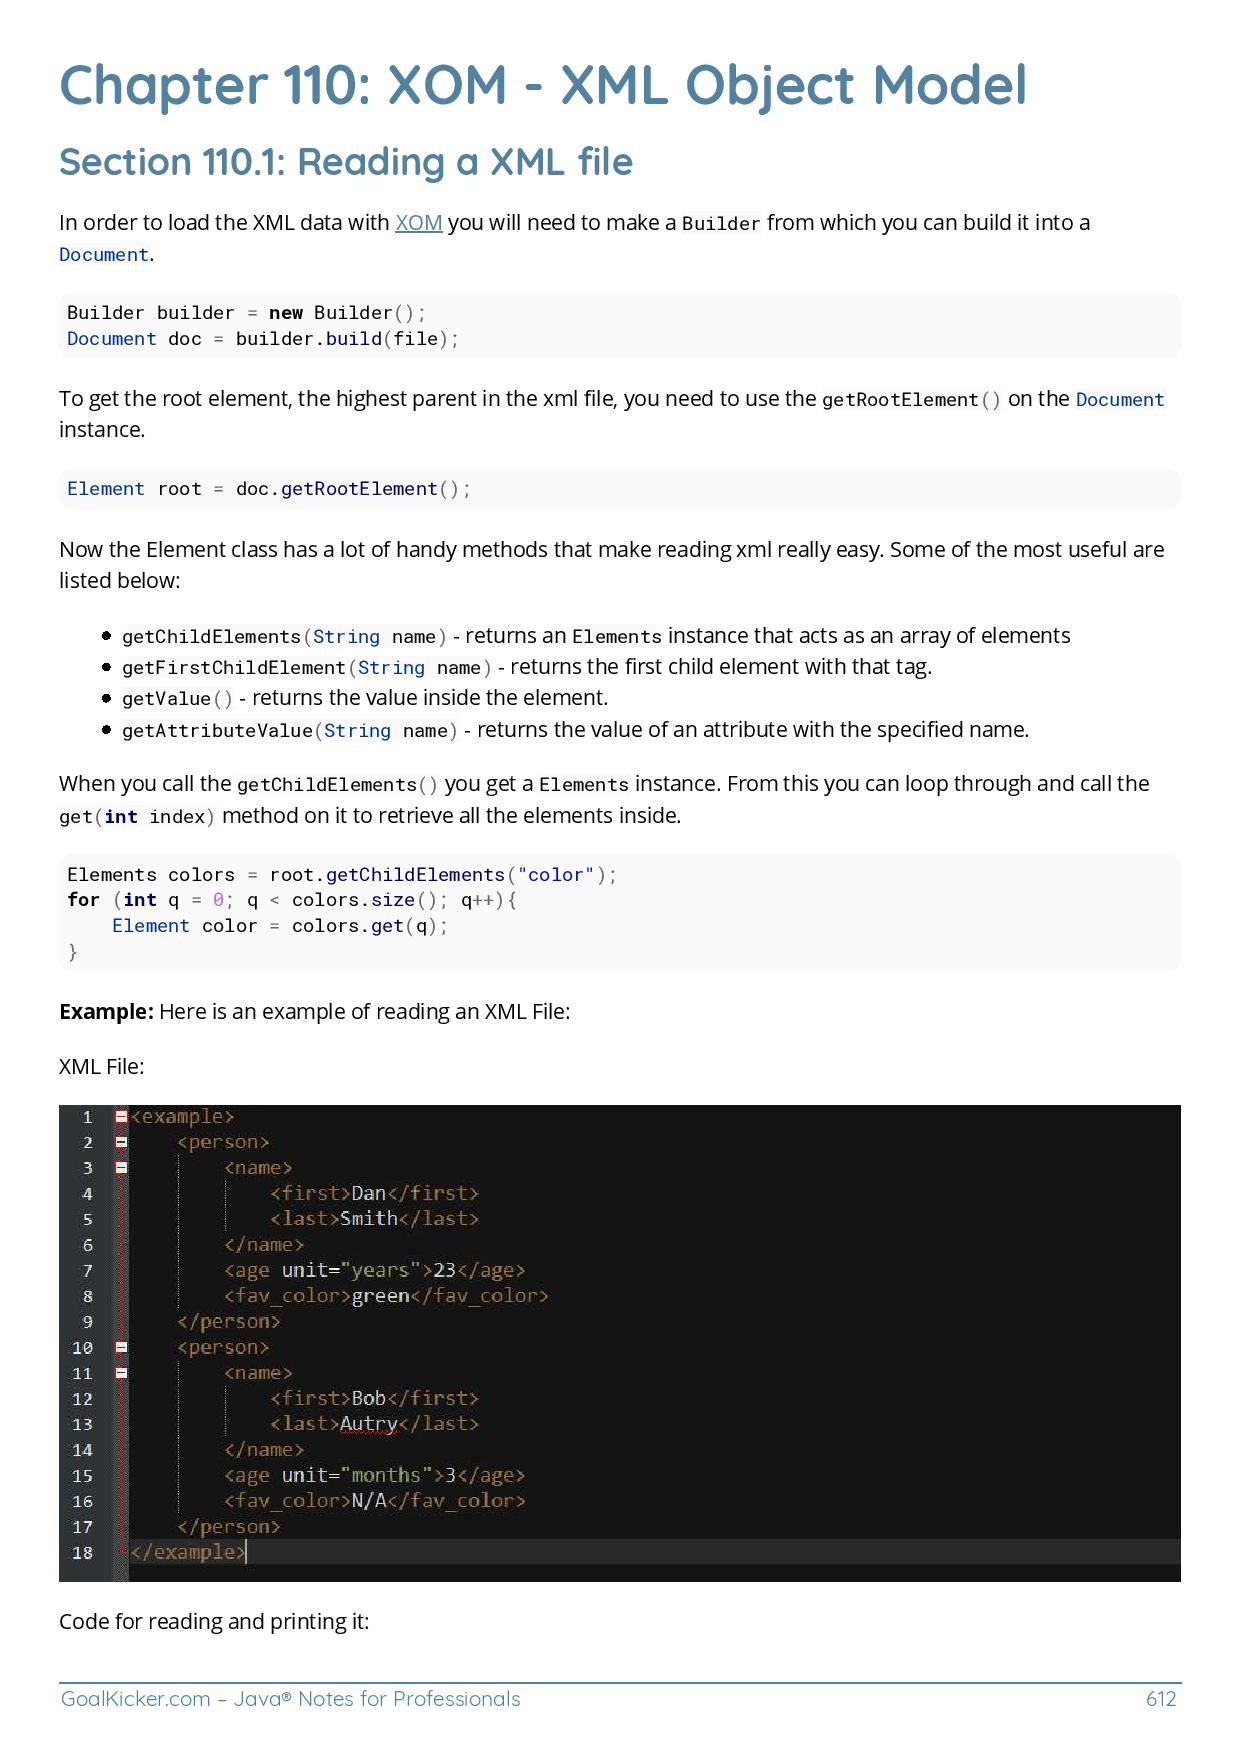 Chapter 110: XOM - XML Object Model
Section 110.1: Reading a XML file
In order to load the XML data with XOM you will need to make a Builder from which you can build it into a
Document.
Builder builder = new Builder();
Document doc = builder.build(file);
To get the root element, the highest parent in the xml file, you need to use the getRootElement() on the Document
instance.
Element root = doc.getRootElement();
Now the Element class has a lot of handy methods that make reading xml really easy. Some of the most useful are
listed below:
● getChildElements(String name) - returns an Elements instance that acts as an array of elements
● getFirstChildElement(String name) - returns the first child element with that tag.
● getValue() - returns the value inside the element.
● getAttributeValue(String name) - returns the value of an attribute with the specified name.
When you call the getChildElements() you get a Elements instance. From this you can loop through and call the
get(int index) method on it to retrieve all the elements inside.
Elements colors = root.getChildElements("color");
for (int q = 0; q < colors.size(); q++){
    Element color = colors.get(q);
}
Example: Here is an example of reading an XML File:
XML File:
1 <example>
2     <person>
3         <name>
4             <first>Dan</first>
5             <last>Smith</last>
6         </name>
7         <age unit="years">23</age>
8         <fav_color>green</fav_color>
9     </person>
10     <person>
11         <name>
12             <first>Bob</first>
13             <last>Autry</last>
14         </name>
15         <age unit="months">3</age>
16         <fav_color>N/A</fav_color>
17     </person>
18 </example>
Code for reading and printing it:
GoalKicker.com – Java® Notes for Professionals 612